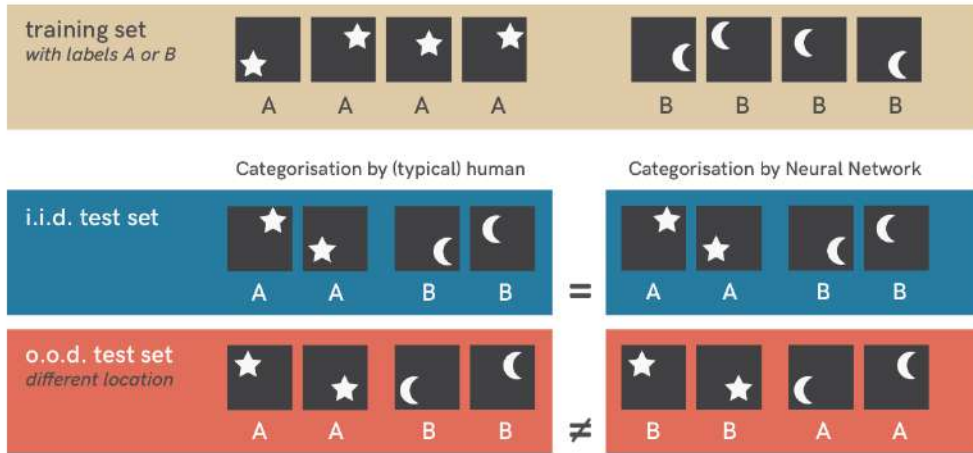 training set
with labels A or B
A A A A B B B B
Categorisation by (typical) human Categorisation by Neural Network
i.i.d. test set
A A B B = A A B B
o.o.d. test set
different location
A A B B ≠ B B A A